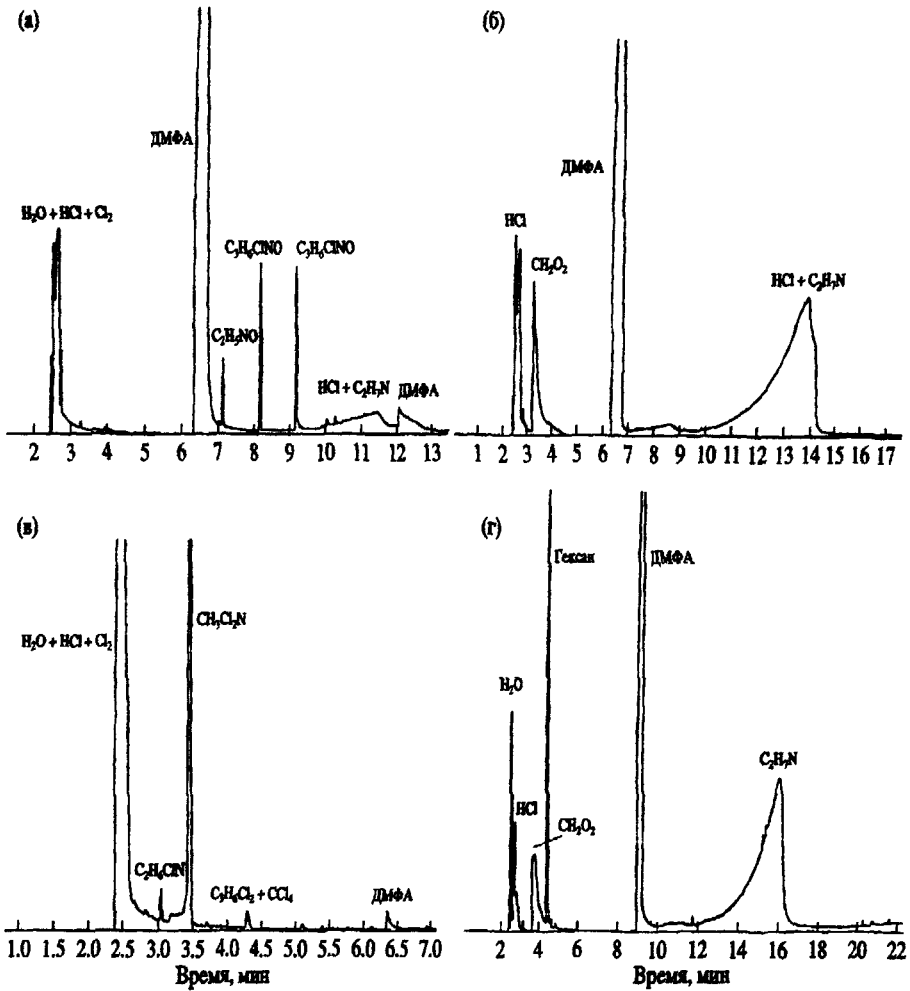 (а)
ДМФА
H₂O + HCl + Cl₂
C₃H₆ClNO
C₃H₆ClNO
C₂H₅NO
HCl + C₂H₇N
ДМФА
2 3 4 5 6 7 8 9 10 11 12 13
(б)
ДМФА
HCl
CH₂O₂
HCl + C₂H₇N
1 2 3 4 5 6 7 8 9 10 11 12 13 14 15 16 17
(в)
H₂O + HCl + Cl₂
CH₃Cl₂N
C₂H₆ClN
C₃H₆Cl₂ + CCl₄
ДМФА
1.0 1.5 2.0 2.5 3.0 3.5 4.0 4.5 5.0 5.5 6.0 6.5 7.0
Время, мин
(г)
Гексан
ДМФА
H₂O
HCl
CH₂O₂
C₂H₇N
2 4 6 8 10 12 14 16 18 20 22
Время, мин